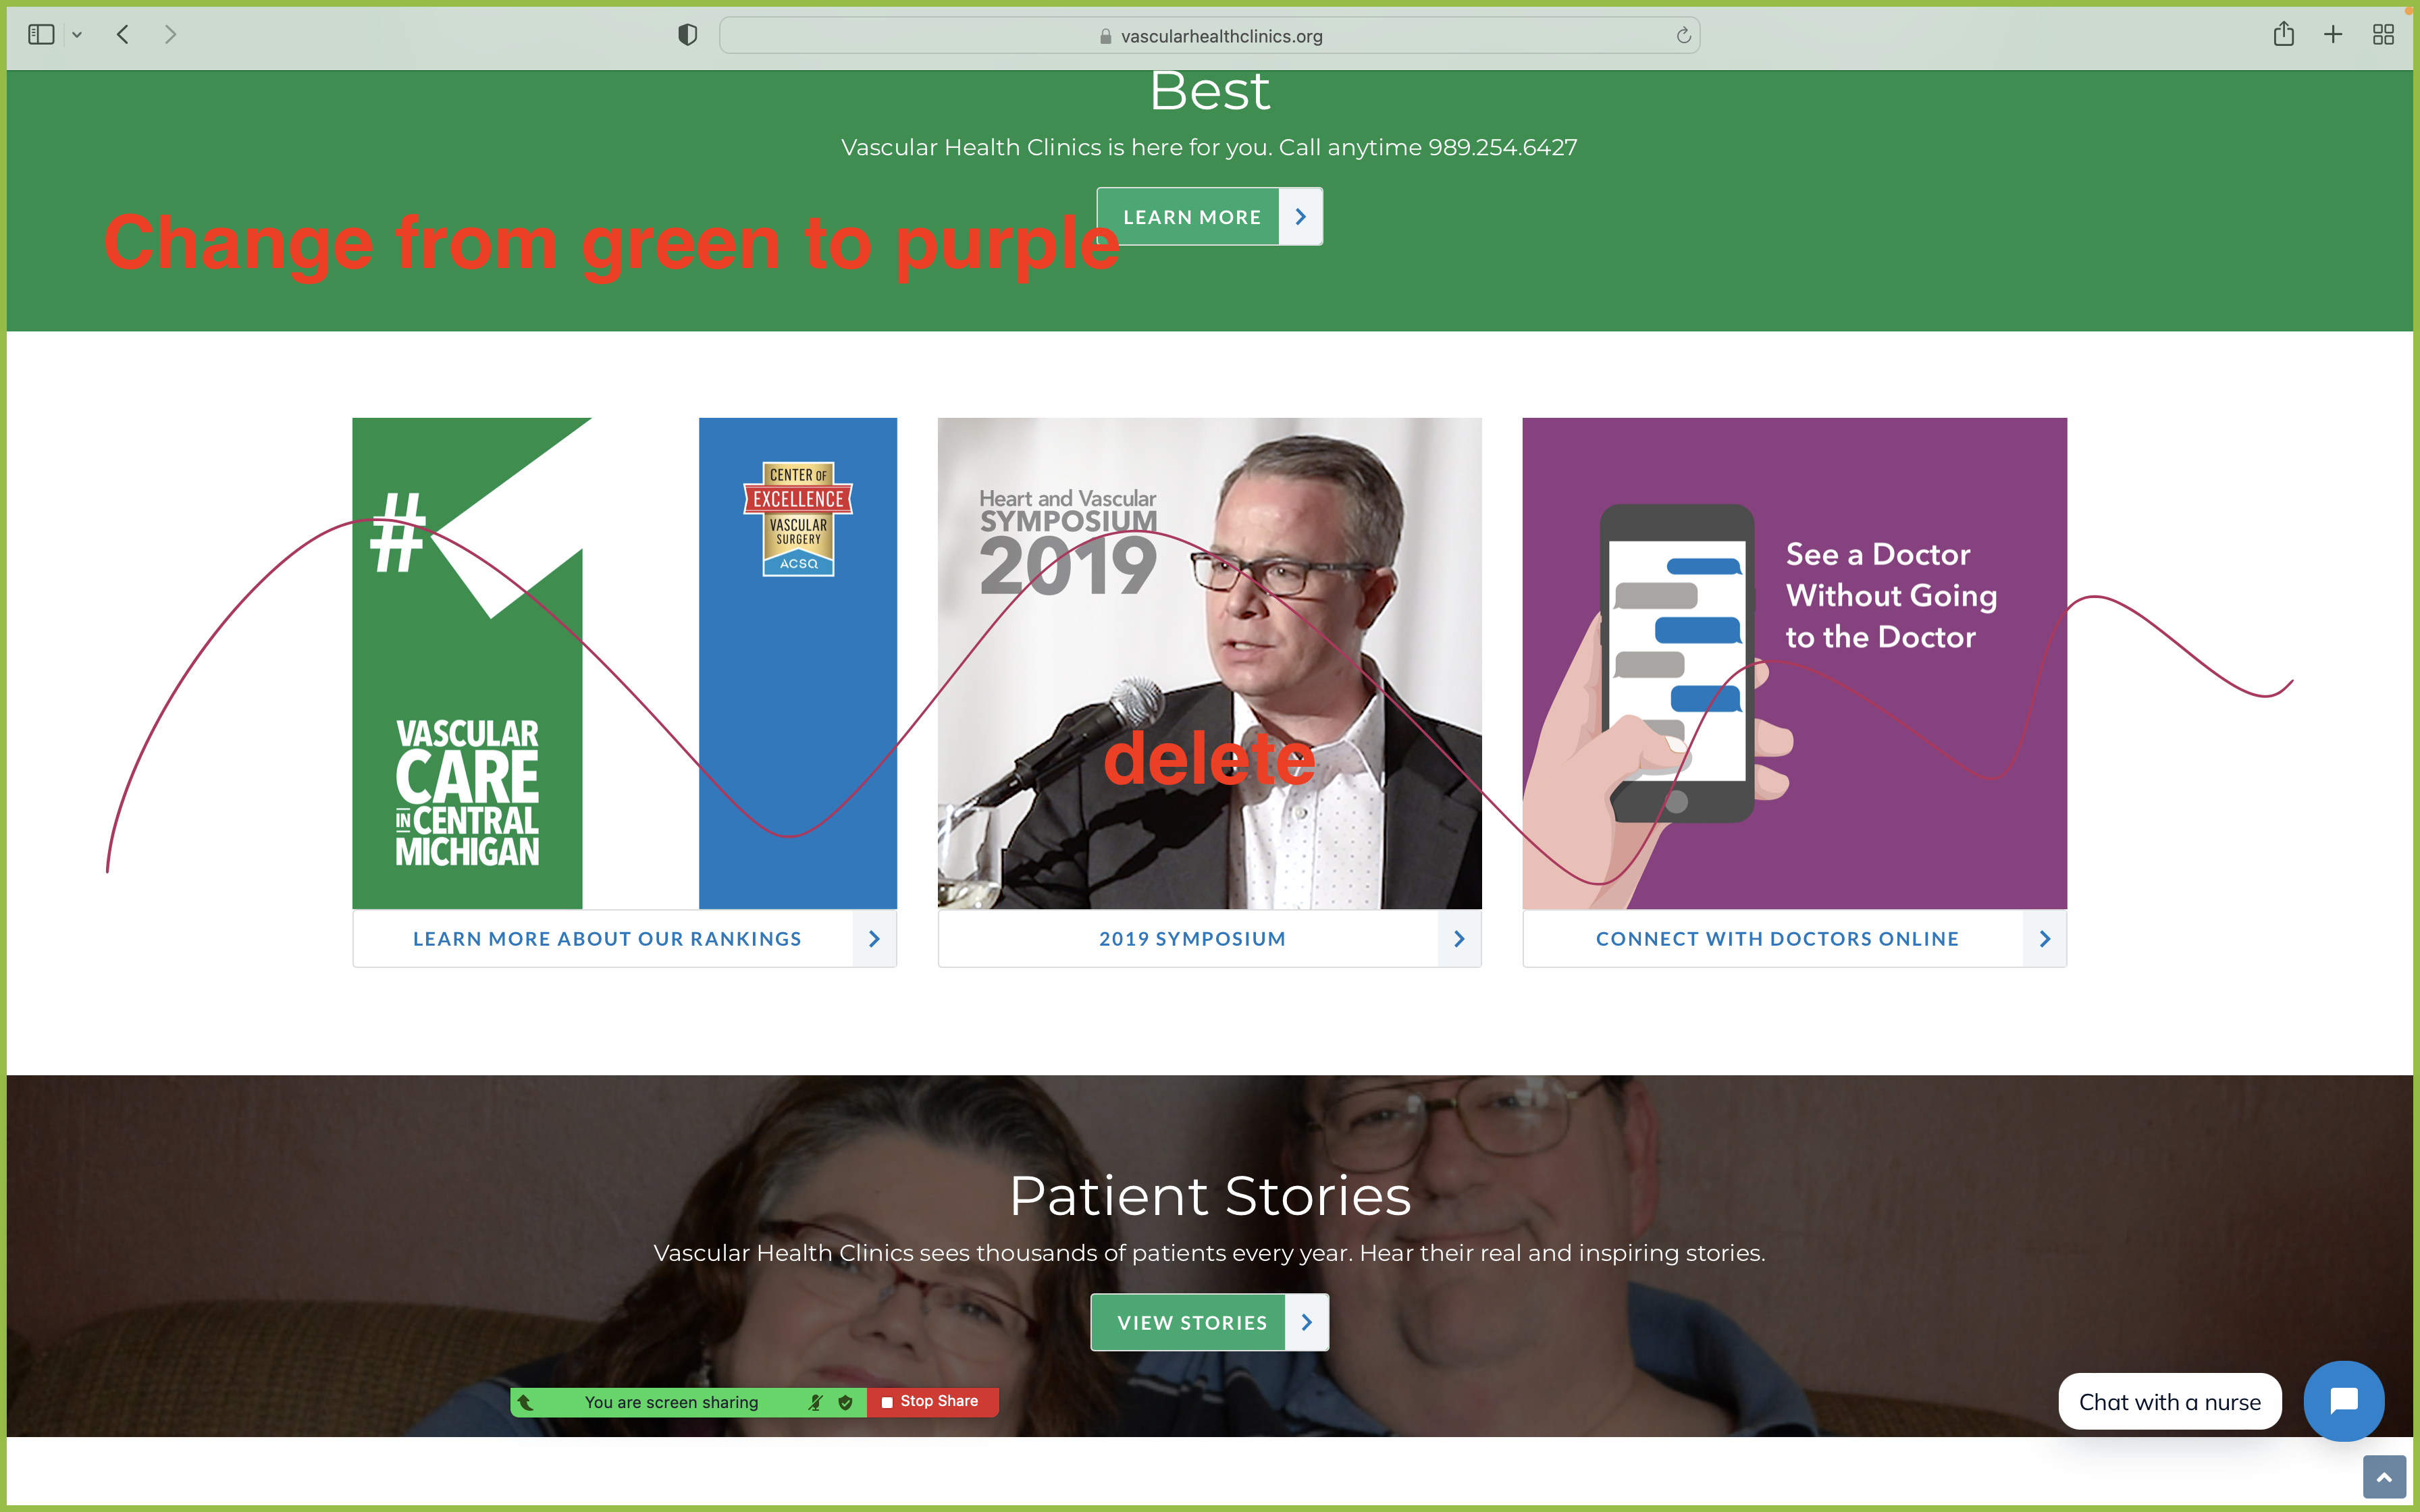 vascularhealthclinics.org
Best
Vascular Health Clinics is here for you. Call anytime 989.254.6427
LEARN MORE
Change from green to purple
#1
VASCULAR
CARE
IN CENTRAL
MICHIGAN
CENTER OF
EXCELLENCE
VASCULAR
SURGERY
ACSQ
LEARN MORE ABOUT OUR RANKINGS
Heart and Vascular
SYMPOSIUM
2019
delete
2019 SYMPOSIUM
See a Doctor
Without Going
to the Doctor
CONNECT WITH DOCTORS ONLINE
Patient Stories
Vascular Health Clinics sees thousands of patients every year. Hear their real and inspiring stories.
VIEW STORIES
You are screen sharing
Stop Share
Chat with a nurse